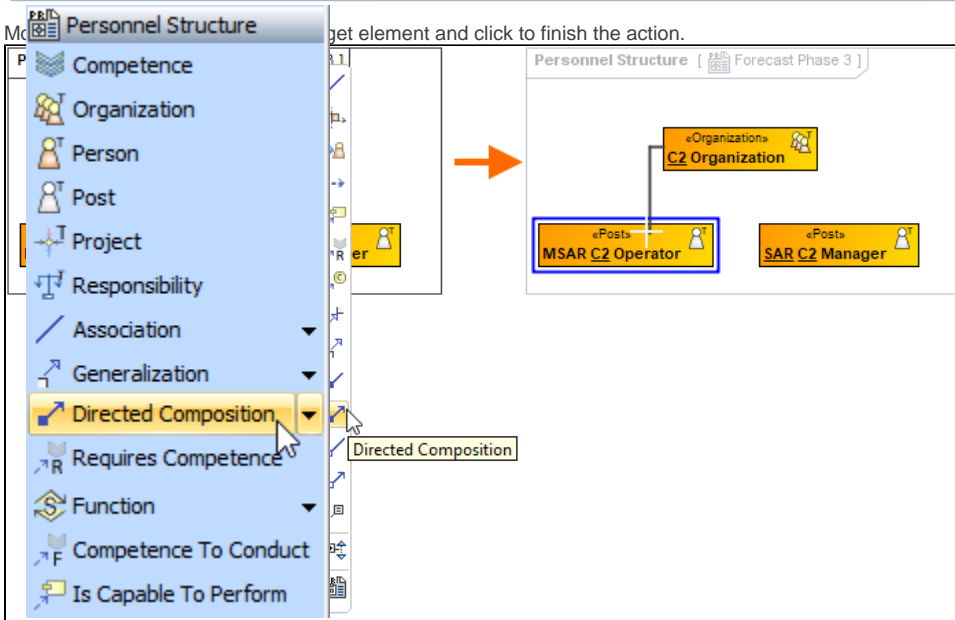 Personnel Structure
get element and click to finish the action.
Competence
Organization
Person
Post
Project
Responsibility
Association
Generalization
Directed Composition
Requires Competence
Function
Competence To Conduct
Is Capable To Perform
er
Directed Composition
Personnel Structure [ Forecast Phase 3 ]
«Organization»
C2 Organization
«Post»
MSAR C2 Operator
«Post»
SAR C2 Manager